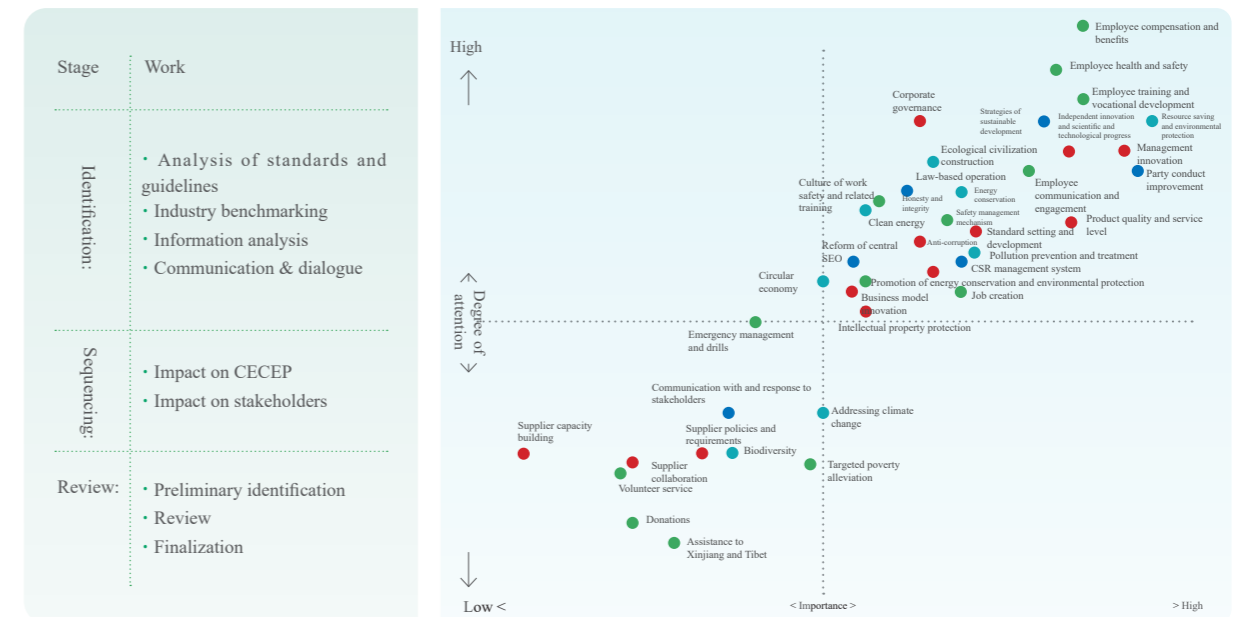 Stage
Work
Identification:
· Analysis of standards and
guidelines
· Industry benchmarking
· Information analysis
· Communication & dialogue
Sequencing:
· Impact on CECEP
· Impact on stakeholders
Review:
· Preliminary identification
· Review
· Finalization
High
Degree of
attention
Low <
< Importance >
> High
Employee compensation and
benefits
Employee health and safety
Employee training and
vocational development
Corporate
governance
Strategies of
sustainable
development
Independent innovation
and scientific and
technological progress
Resource saving
and environmental
protection
Ecological civilization
construction
Management
innovation
Party conduct
improvement
Law-based operation
Culture of work
safety and related
training
Honesty and
integrity
Energy
conservation
Employee
communication and
engagement
Clean energy
Safety management
mechanism
Product quality and service
level
Standard setting and
development
Reform of central
SEO
Anti-corruption
Pollution prevention and treatment
CSR management system
Circular
economy
Promotion of energy conservation and environmental protection
Business model
innovation
Job creation
Intellectual property protection
Emergency management
and drills
Communication with and response to
stakeholders
Addressing climate
change
Supplier capacity
building
Supplier policies and
requirements
Biodiversity
Supplier
collaboration
Targeted poverty
alleviation
Volunteer service
Donations
Assistance to
Xinjiang and Tibet